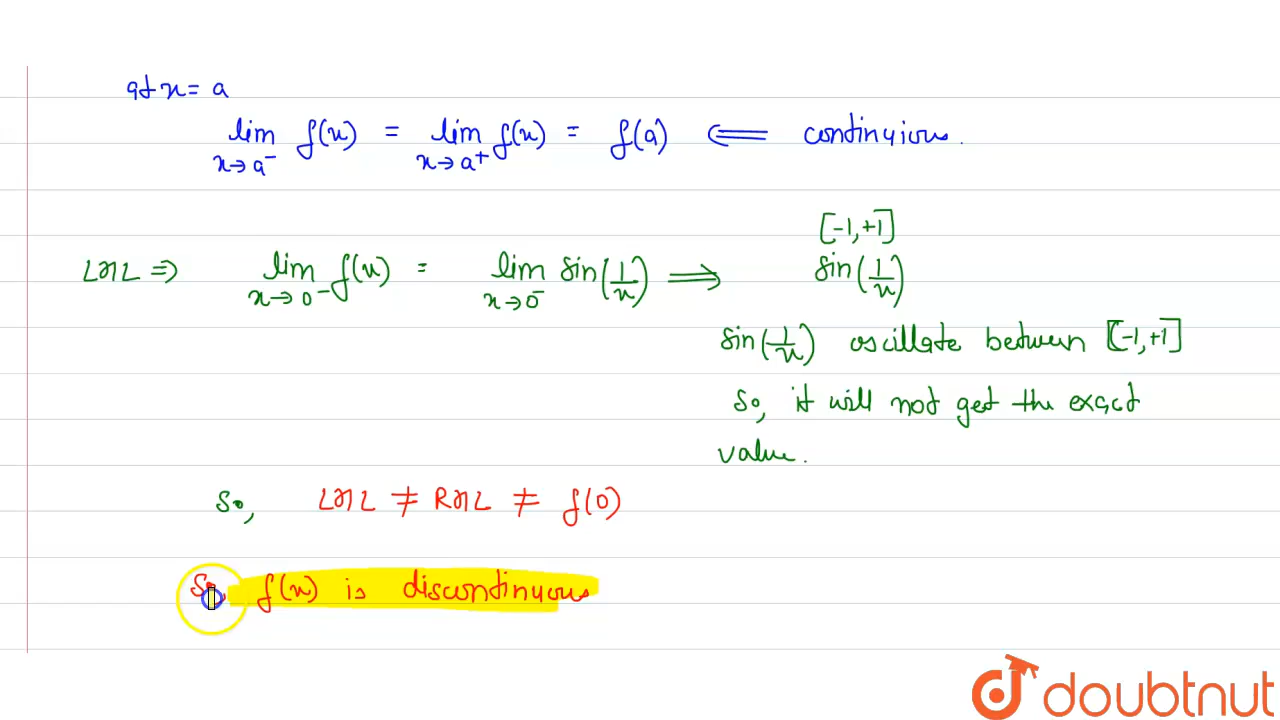 at x = a
lim x→a⁻ f(x) = lim x→a⁺ f(x) = f(a) ⟸ continuious.
[-1,+1]
LHL ⇒ lim x→0⁻ f(x) = lim x→0⁻ sin(1/x) ⟹ sin(1/x)
sin(1/x) oscillate between [-1,+1]
So, it will not get the exact
value.
So, LHL ≠ RHL ≠ f(0)
So, f(x) is discontinuous
doubtnut